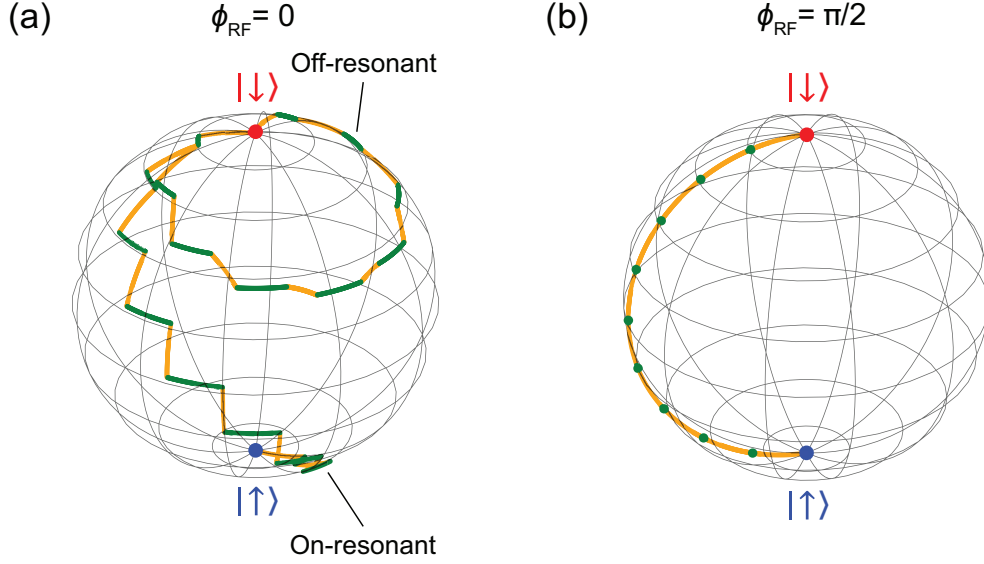 (a)
ϕRF = 0
Off-resonant
|↓⟩
|↑⟩
On-resonant
(b)
ϕRF = π/2
|↓⟩
|↑⟩